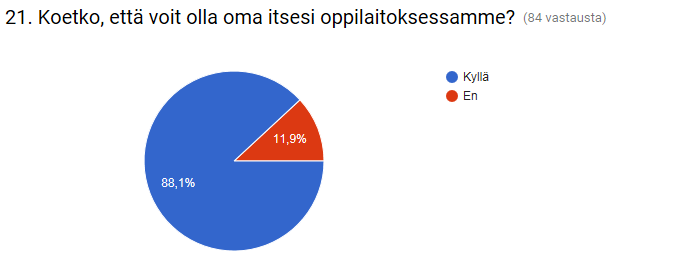 21. Koetko, että voit olla oma itsesi oppilaitoksessamme? (84 vastausta)
Kyllä
En
11,9%
88,1%